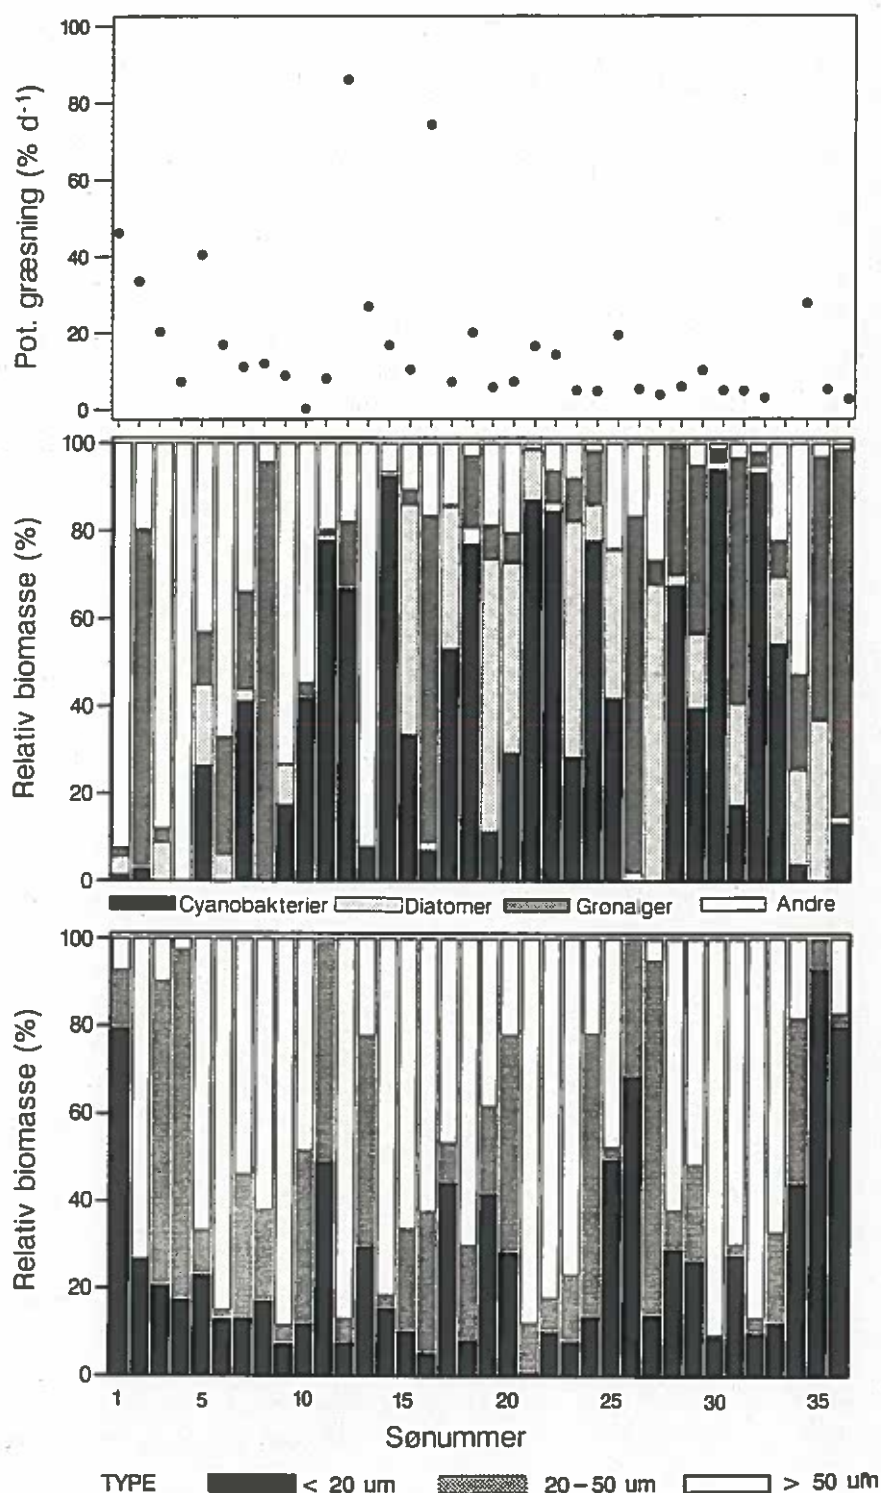 Pot. græsning (% d-1)
100
80
60
40
20
0
Relativ biomasse (%)
100
80
60
40
20
0
Cyanobakterier Diatomer Grønalger Andre
Relativ biomasse (%)
100
80
60
40
20
0
1 5 10 15 20 25 30 35
Sønummer
TYPE < 20 um 20-50 um > 50 um